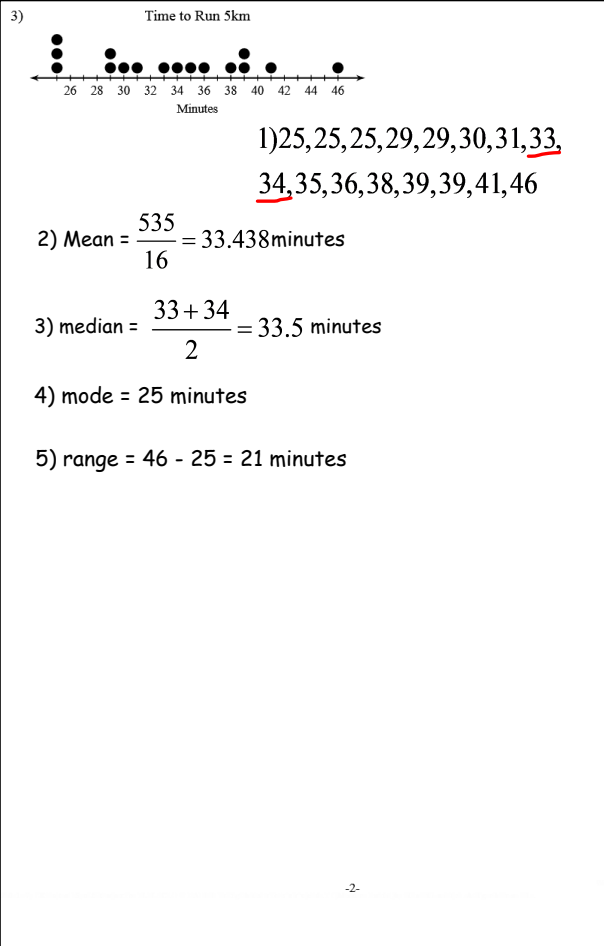 3)
Time to Run 5km
26 28 30 32 34 36 38 40 42 44 46
Minutes
1)25,25,25,29,29,30,31,33,
34,35,36,38,39,39,41,46
2) Mean = 535/16 = 33.438minutes
3) median = (33+34)/2 = 33.5 minutes
4) mode = 25 minutes
5) range = 46 - 25 = 21 minutes
-2-